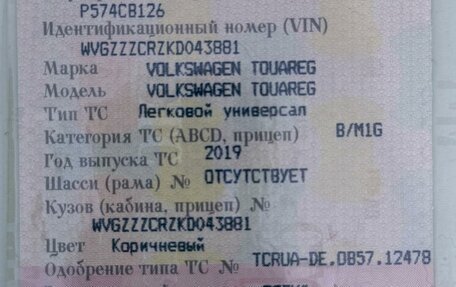 P574CB126
Идентификационный номер (VIN)
WVGZZZCRZKD043881
Марка VOLKSWAGEN TOUAREG
Модель VOLKSWAGEN TOUAREG
Тип ТС Легковой универсал
Категория ТС (ABCD, прицеп) B/M1G
Год выпуска ТС 2019
Шасси (рама) № ОТСУТСТВУЕТ
Кузов (кабина, прицеп) №
WVGZZZCRZKD043881
Цвет Коричневый
Одобрение типа ТС № TCRUA-DE.OB57.12478